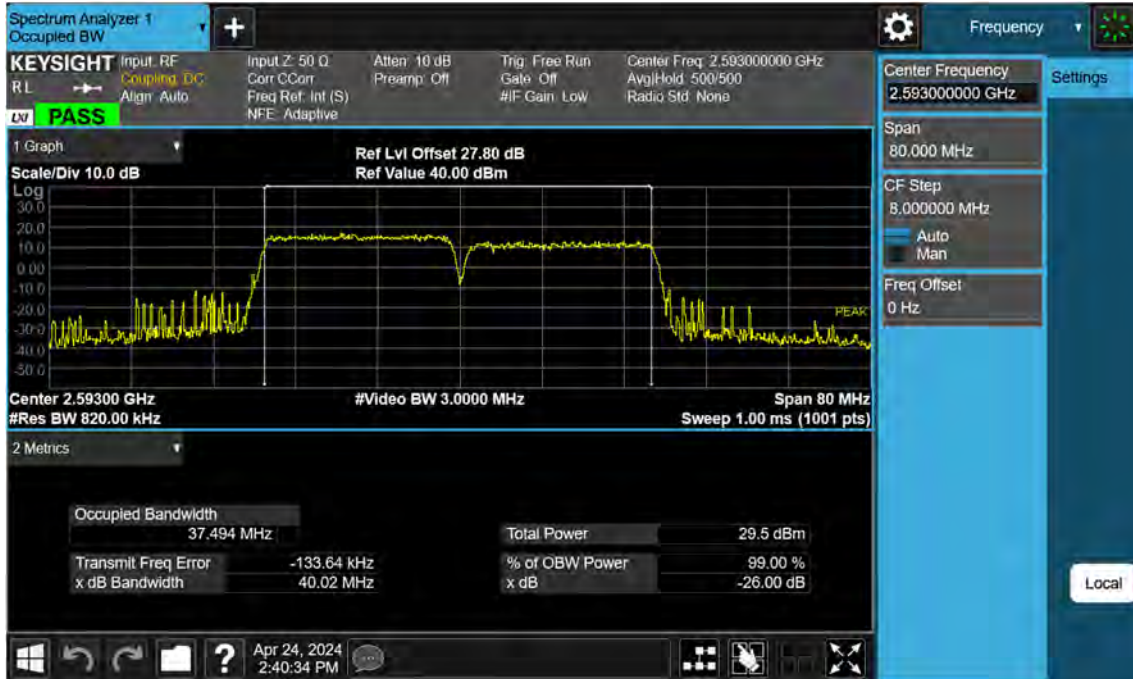 Spectrum Analyzer 1
Occupied BW
+
Frequency
KEYSIGHT
RL
LXI
PASS
Input: RF
Coupling: DC
Align: Auto
Input Z: 50 Ω
Corr CCorr
Freq Ref: Int (S)
NFE: Adaptive
Atten: 10 dB
Preamp: Off
Trig: Free Run
Gate: Off
#IF Gain: Low
Center Freq: 2.593000000 GHz
Avg|Hold: 500/500
Radio Std: None
1 Graph
Scale/Div 10.0 dB
Ref Lvl Offset 27.80 dB
Ref Value 40.00 dBm
Log
30.0
20.0
10.0
0.00
-10.0
-20.0
-30.0
-40.0
-50.0
PEAK
Center 2.59300 GHz
#Res BW 820.00 kHz
#Video BW 3.0000 MHz
Span 80 MHz
Sweep 1.00 ms (1001 pts)
2 Metrics
Occupied Bandwidth
37.494 MHz
Transmit Freq Error -133.64 kHz
x dB Bandwidth 40.02 MHz
Total Power 29.5 dBm
% of OBW Power 99.00 %
x dB -26.00 dB
Center Frequency
2.593000000 GHz
Span
80.000 MHz
CF Step
8.000000 MHz
Auto
Man
Freq Offset
0 Hz
Settings
Local
?
Apr 24, 2024
2:40:34 PM